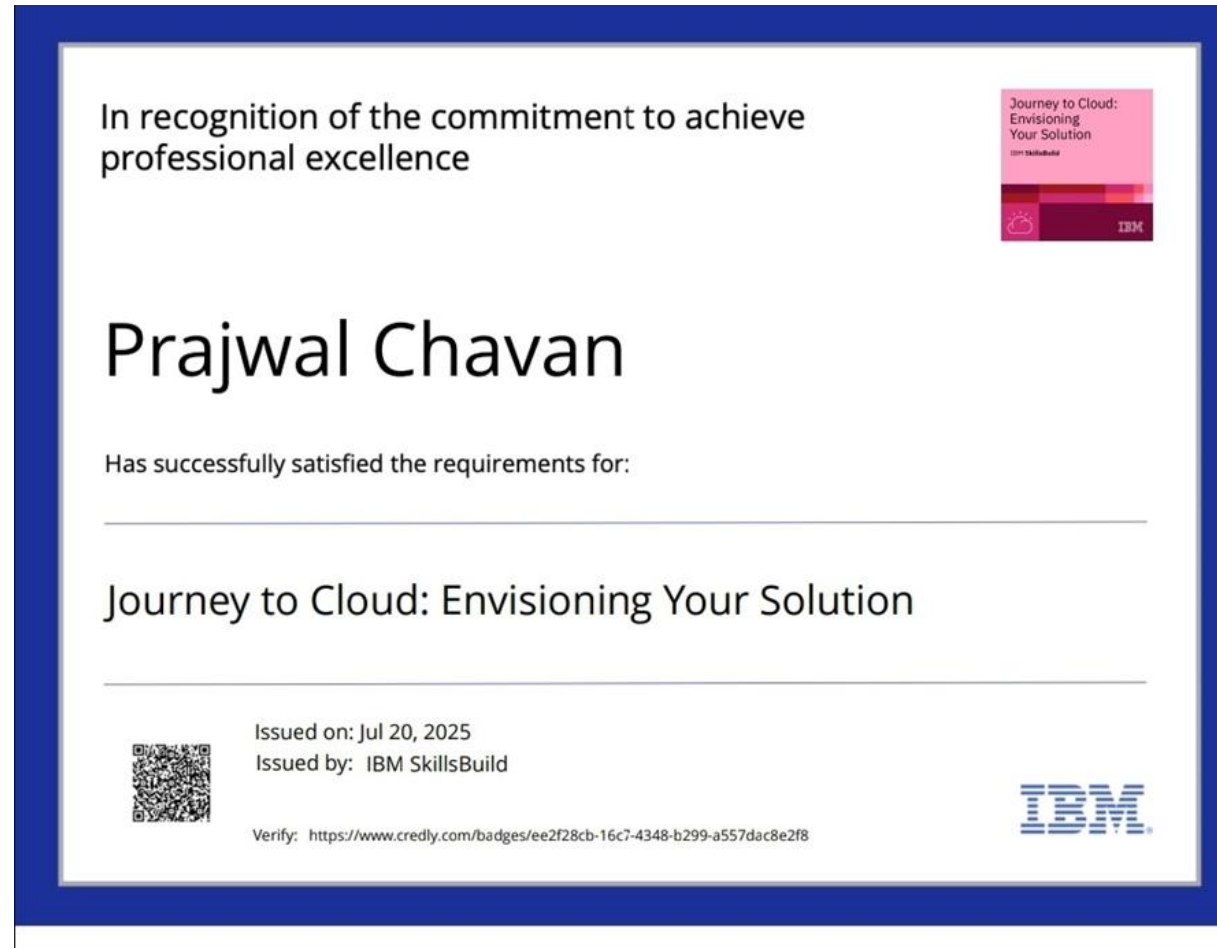 In recognition of the commitment to achieve
professional excellence
Journey to Cloud:
Envisioning
Your Solution
IBM SkillsBuild
IBM
Prajwal Chavan
Has successfully satisfied the requirements for:
Journey to Cloud: Envisioning Your Solution
Issued on: Jul 20, 2025
Issued by: IBM SkillsBuild
Verify: https://www.credly.com/badges/ee2f28cb-16c7-4348-b299-a557dac8e2f8
IBM.